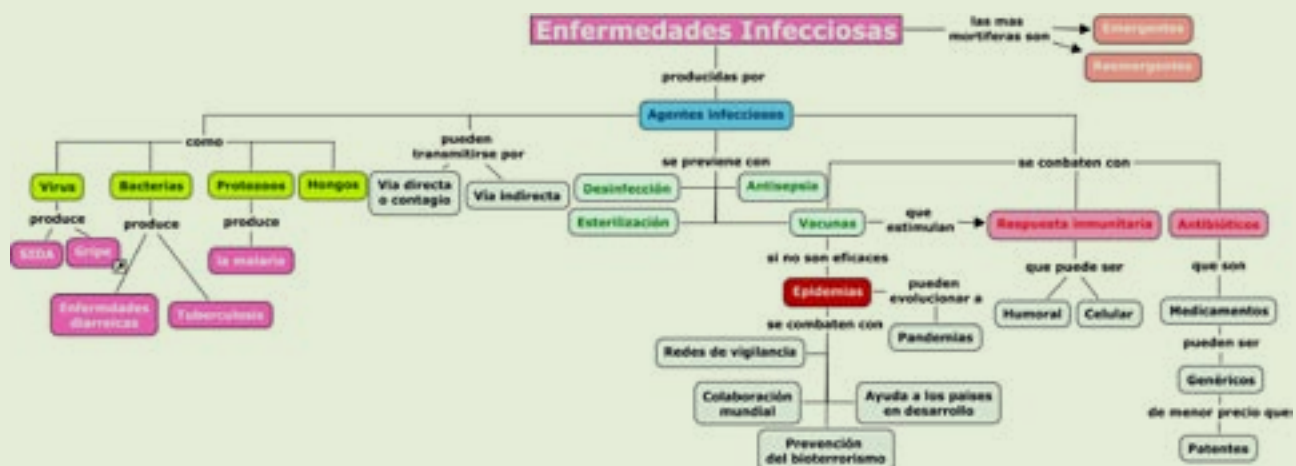 Enfermedades Infecciosas
las mas
mortiferas son
Emergentes
Reemergentes
producidas por
Agentes infecciosos
como
pueden
transmitirse por
se previene con
se conbaten con
Virus
Bacterias
Protozoos
Hongos
Via directa
o contagio
Via indirecta
Desinfección
Antisepsia
Esterilización
Vacunas
que
estimulan
Respuesta inmunitaria
Antibióticos
produce
produce
produce
SIDA
Gripe
la malaria
Enfermdades
diarreicas
Tuberculosis
si no son eficaces
Epidemias
pueden
evolucionar a
Pandemias
que puede ser
Humoral
Celular
que son
Medicamentos
pueden ser
Genéricos
de menor precio que
Patentes
se combaten con
Redes de vigilancia
Colaboración
mundial
Ayuda a los países
en desarrollo
Prevención
del bioterrorismo